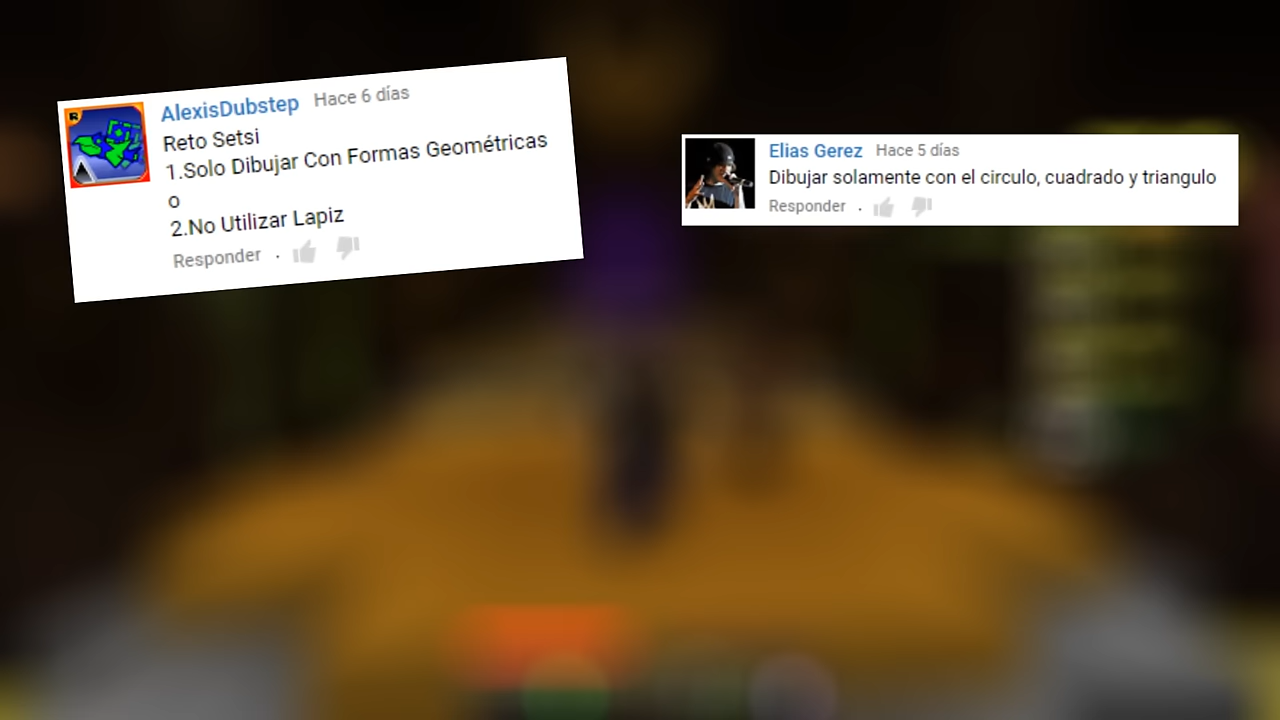 AlexisDubstep Hace 6 días
Reto Setsi
1.Solo Dibujar Con Formas Geométricas
o
2.No Utilizar Lapiz
Responder .
Elias Gerez Hace 5 días
Dibujar solamente con el circulo, cuadrado y triangulo
Responder .